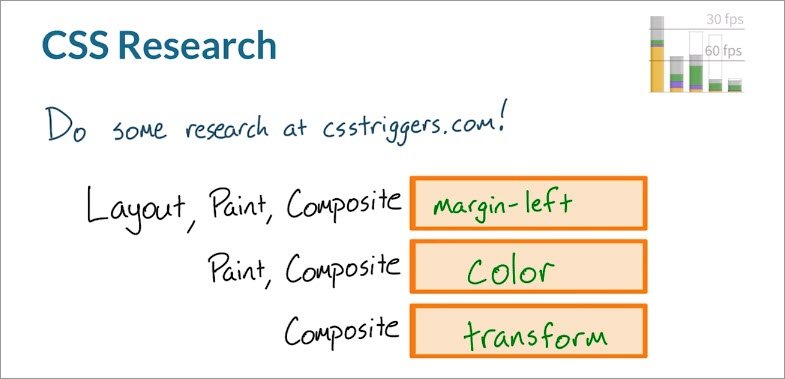 CSS Research
30 fps
60 fps
Do some research at csstriggers.com!
Layout, Paint, Composite margin-left
Paint, Composite color
Composite transform